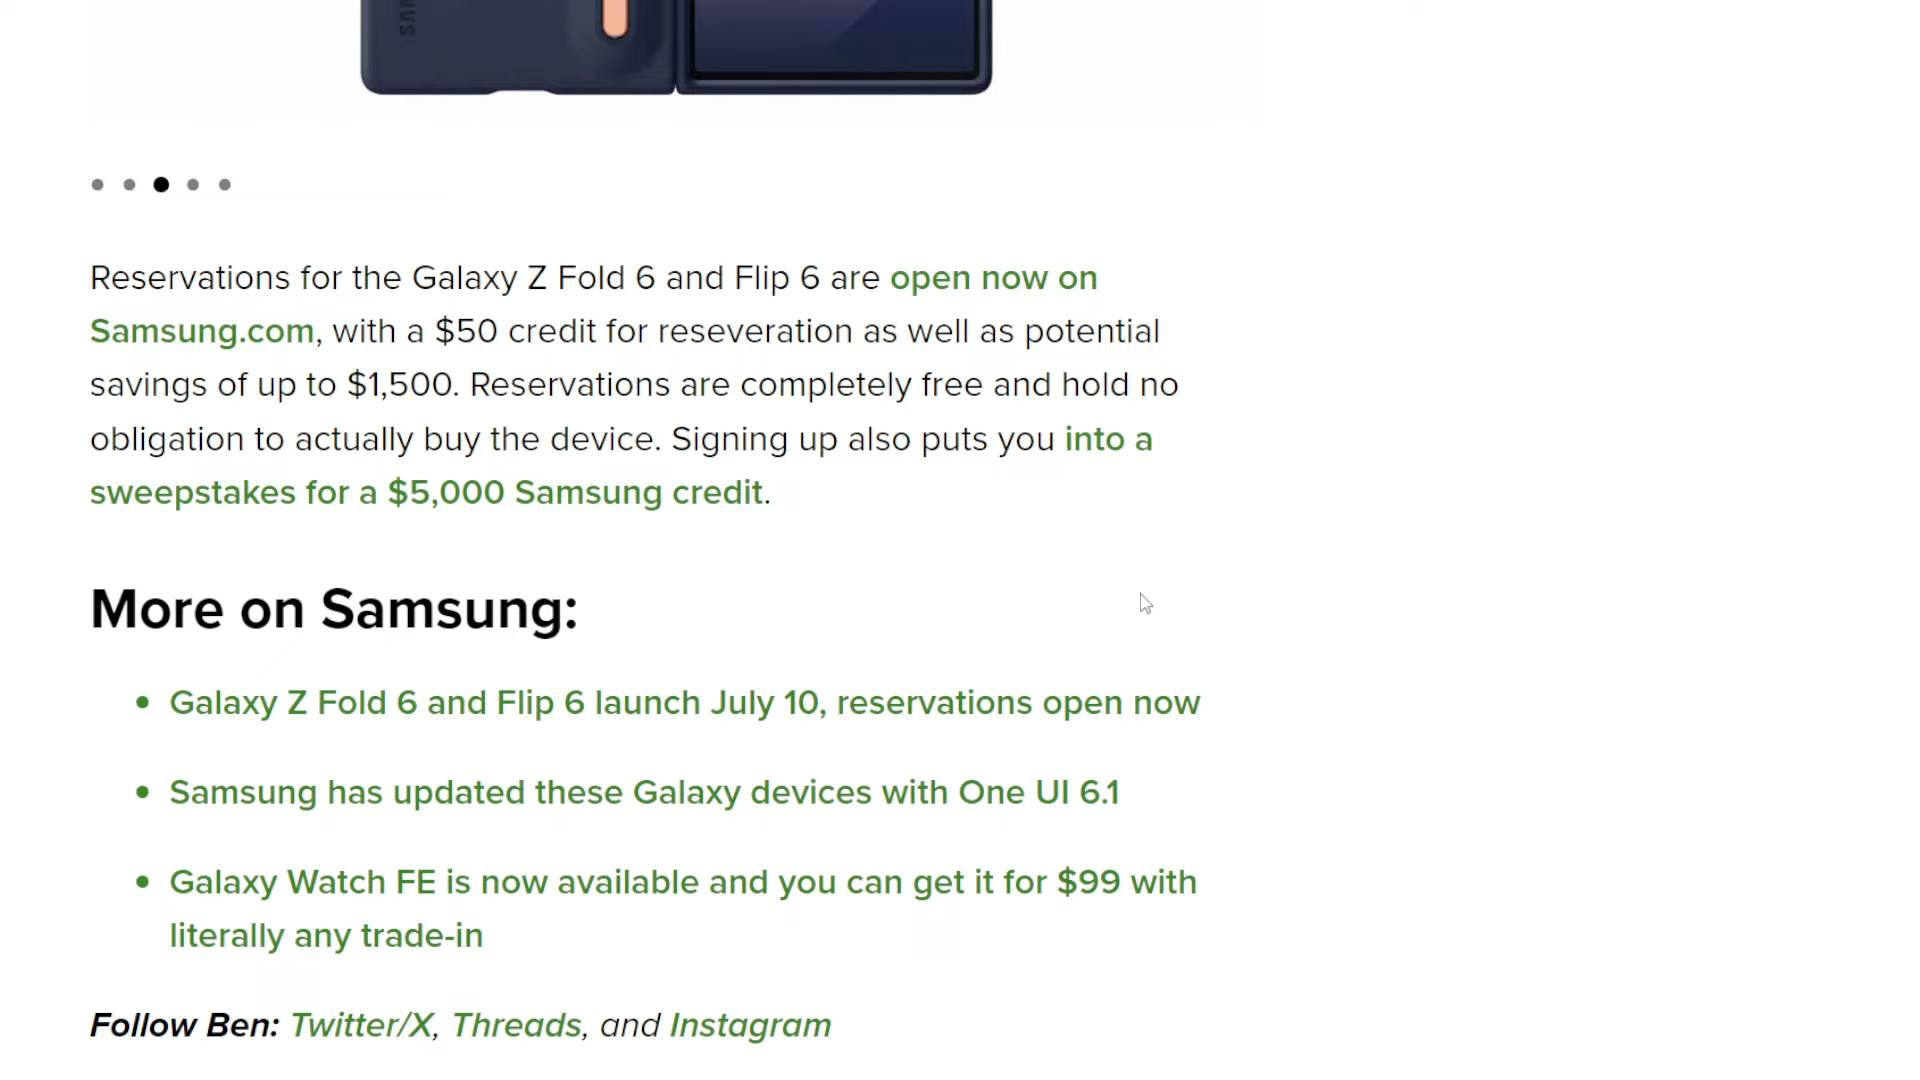 Reservations for the Galaxy Z Fold 6 and Flip 6 are open now on
Samsung.com, with a $50 credit for reseveration as well as potential
savings of up to $1,500. Reservations are completely free and hold no
obligation to actually buy the device. Signing up also puts you into a
sweepstakes for a $5,000 Samsung credit.
More on Samsung:
• Galaxy Z Fold 6 and Flip 6 launch July 10, reservations open now
• Samsung has updated these Galaxy devices with One UI 6.1
• Galaxy Watch FE is now available and you can get it for $99 with
literally any trade-in
Follow Ben: Twitter/X, Threads, and Instagram